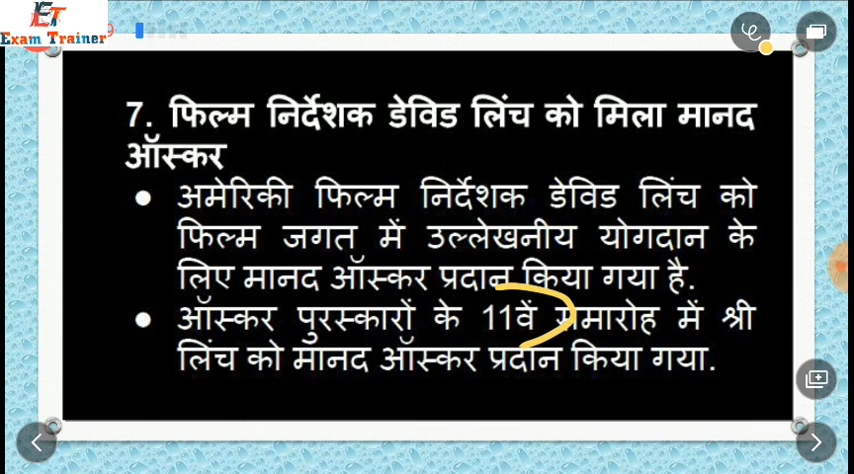 ET
Exam Trainer
7. फिल्म निर्देशक डेविड लिंच को मिला मानद
ऑस्कर
अमेरिकी फिल्म निर्देशक डेविड लिंच को
फिल्म जगत में उल्लेखनीय योगदान के
लिए मानद ऑस्कर प्रदान किया गया है.
ऑस्कर पुरस्कारों के 11वें समारोह में श्री
लिंच को मानद ऑस्कर प्रदान किया गया.